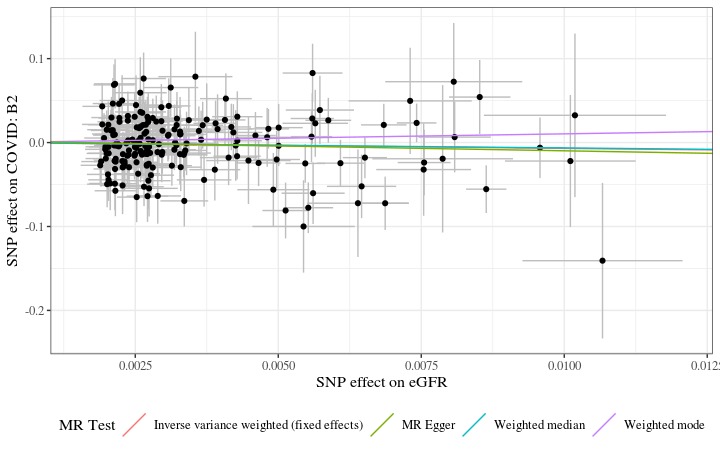 0.1
0.0
-0.1
-0.2
SNP effect on COVID: B2
0.0025
0.0050
0.0075
0.0100
0.012
SNP effect on eGFR
MR Test
Inverse variance weighted (fixed effects)
MR Egger
Weighted median
Weighted mode